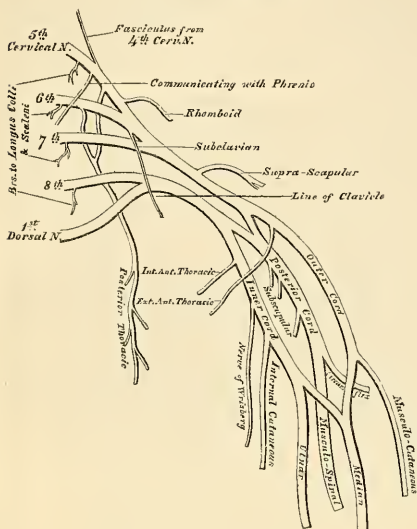 5th
Cervical N.
Fasciculus from
4th Cerv. N.
Communicating with Phrenic
6th
Rhomboid
Brs. to Longus Colli
& Scaleni
7th
Subclavian
Supra-Scapular
8th
Line of Clavicle
1st
Dorsal N.
Posterior Thoracic
Int. Ant. Thoracic
Ext. Ant. Thoracic
Inner Cord
Subscapular
Posterior Cord
Outer Cord
Nerve of Wrisberg
Internal Cutaneous
Ulnar
Musculo-Spiral
Median
Circumflex
Musculo-Cutaneous